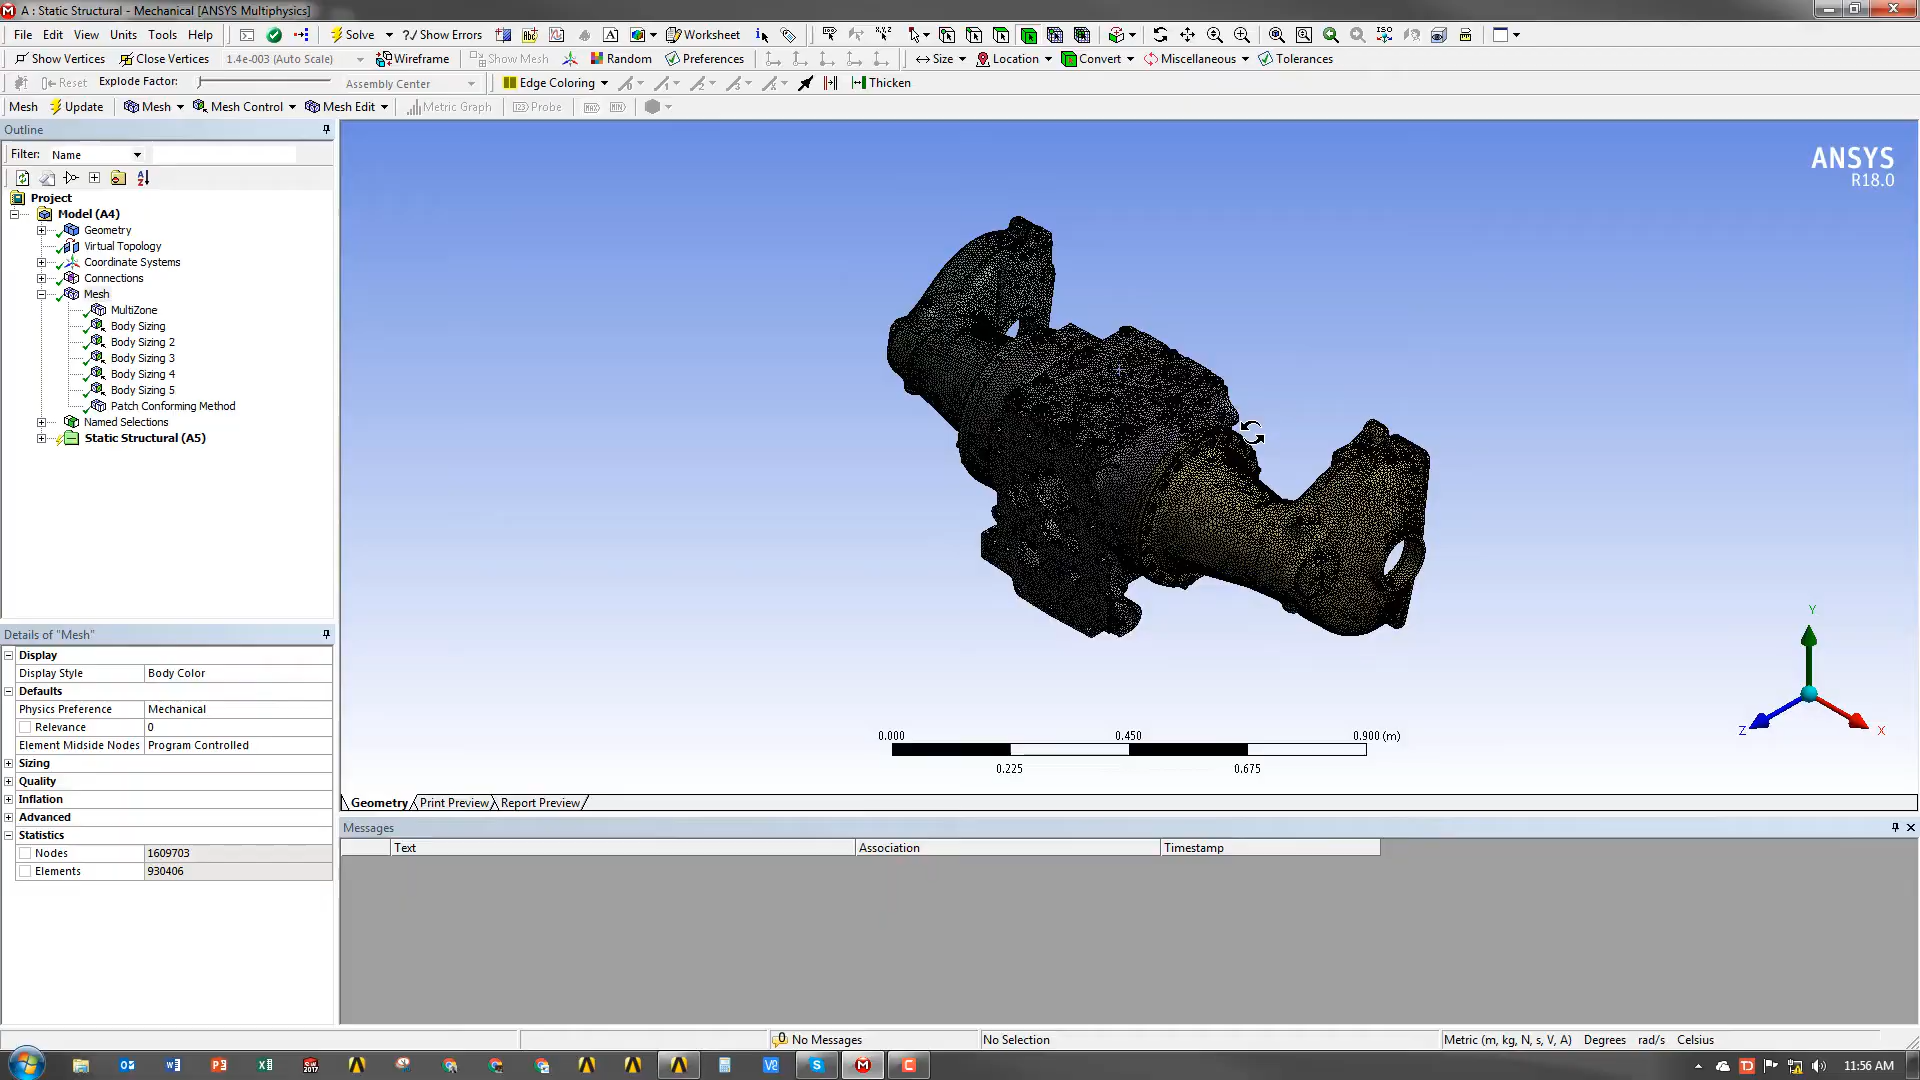 A : Static Structural - Mechanical [ANSYS Multiphysics]
File Edit View Units Tools Help Solve ?/ Show Errors Worksheet
Show Vertices Close Vertices 1.4e-003 (Auto Scale) Wireframe Show Mesh Random Preferences Size Location Convert Miscellaneous Tolerances
Reset Explode Factor: Assembly Center Edge Coloring Thicken
Mesh Update Mesh Mesh Control Mesh Edit Metric Graph Probe
Outline
Filter: Name
Project
Model (A4)
Geometry
Virtual Topology
Coordinate Systems
Connections
Mesh
MultiZone
Body Sizing
Body Sizing 2
Body Sizing 3
Body Sizing 4
Body Sizing 5
Patch Conforming Method
Named Selections
Static Structural (A5)
Details of "Mesh"
Display
Display Style Body Color
Defaults
Physics Preference Mechanical
Relevance 0
Element Midside Nodes Program Controlled
Sizing
Quality
Inflation
Advanced
Statistics
Nodes 1609703
Elements 930406
ANSYS
R18.0
Y
Z X
0.000 0.450 0.900 (m)
0.225 0.675
Geometry Print Preview Report Preview
Messages
Text Association Timestamp
No Messages No Selection Metric (m, kg, N, s, V, A) Degrees rad/s Celsius
11:56 AM